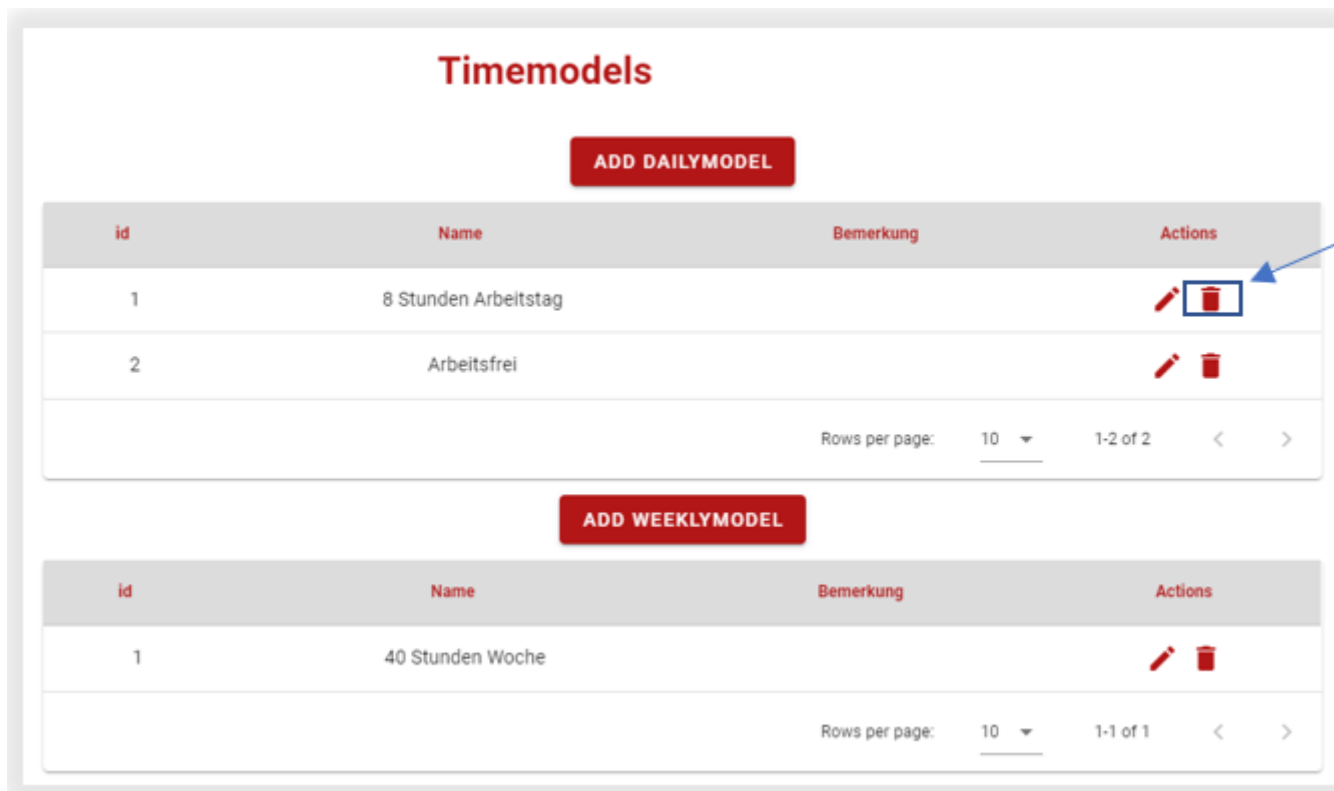 Timemodels
ADD DAILYMODEL
id Name Bemerkung Actions
1 8 Stunden Arbeitstag
2 Arbeitsfrei
Rows per page: 10 1-2 of 2
ADD WEEKLYMODEL
id Name Bemerkung Actions
1 40 Stunden Woche
Rows per page: 10 1-1 of 1